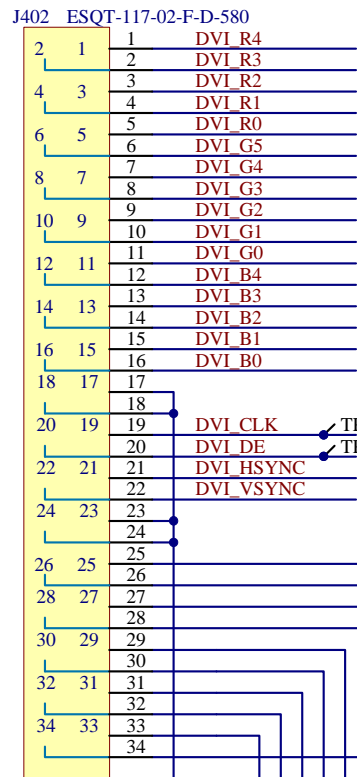 J402 ESQT-117-02-F-D-580
2 1 1 DVI_R4
2 DVI_R3
4 3 3 DVI_R2
4 DVI_R1
6 5 5 DVI_R0
6 DVI_G5
8 7 7 DVI_G4
8 DVI_G3
10 9 9 DVI_G2
10 DVI_G1
12 11 11 DVI_G0
12 DVI_B4
14 13 13 DVI_B3
14 DVI_B2
16 15 15 DVI_B1
16 DVI_B0
18 17 17
18
20 19 19 DVI_CLK
20 DVI_DE
22 21 21 DVI_HSYNC
22 DVI_VSYNC
24 23 23
24
26 25 25
26
28 27 27
28
30 29 29
30
32 31 31
32
34 33 33
34